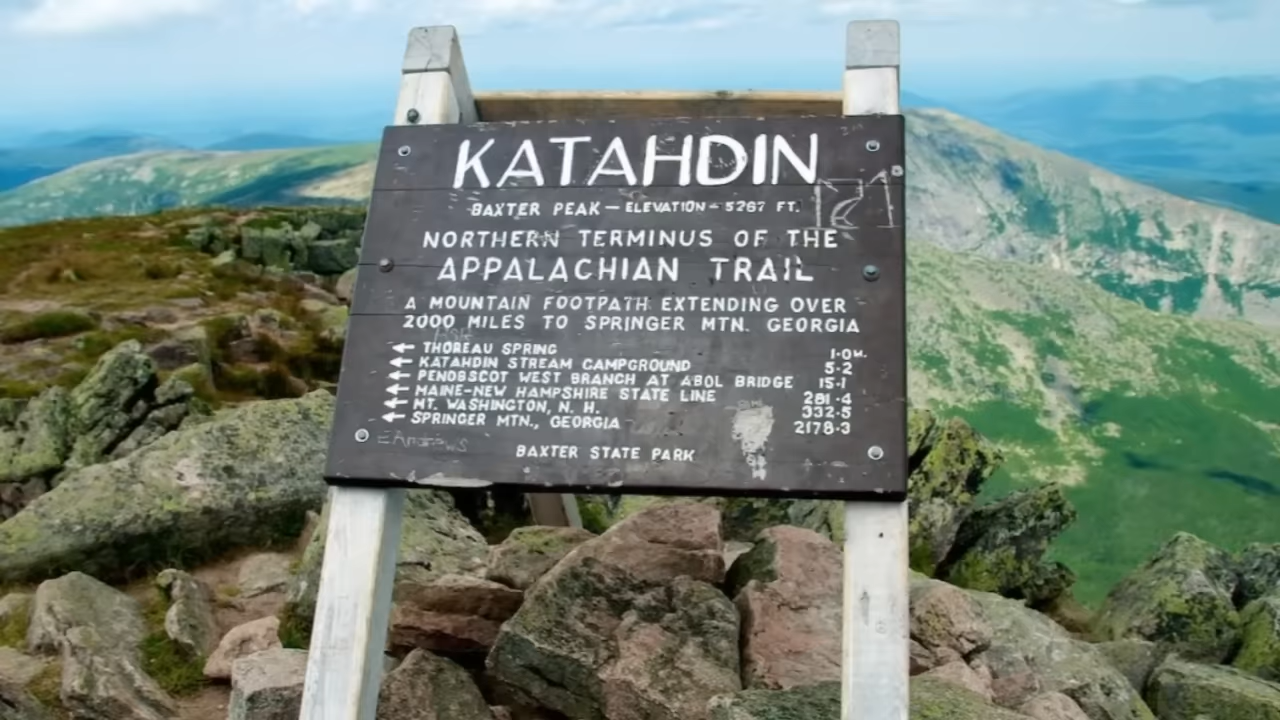 KATAHDIN
BAXTER PEAK — ELEVATION — 5267 FT.
NORTHERN TERMINUS OF THE
APPALACHIAN TRAIL
A MOUNTAIN FOOTPATH EXTENDING OVER
2000 MILES TO SPRINGER MTN. GEORGIA
← THOREAU SPRING 1·0 M.
← KATAHDIN STREAM CAMPGROUND 5·2
← PENOBSCOT WEST BRANCH AT ABOL BRIDGE 15·1
← MAINE-NEW HAMPSHIRE STATE LINE 281·4
← MT. WASHINGTON, N. H. 332·5
← SPRINGER MTN., GEORGIA 2178·3
E Andrews
BAXTER STATE PARK